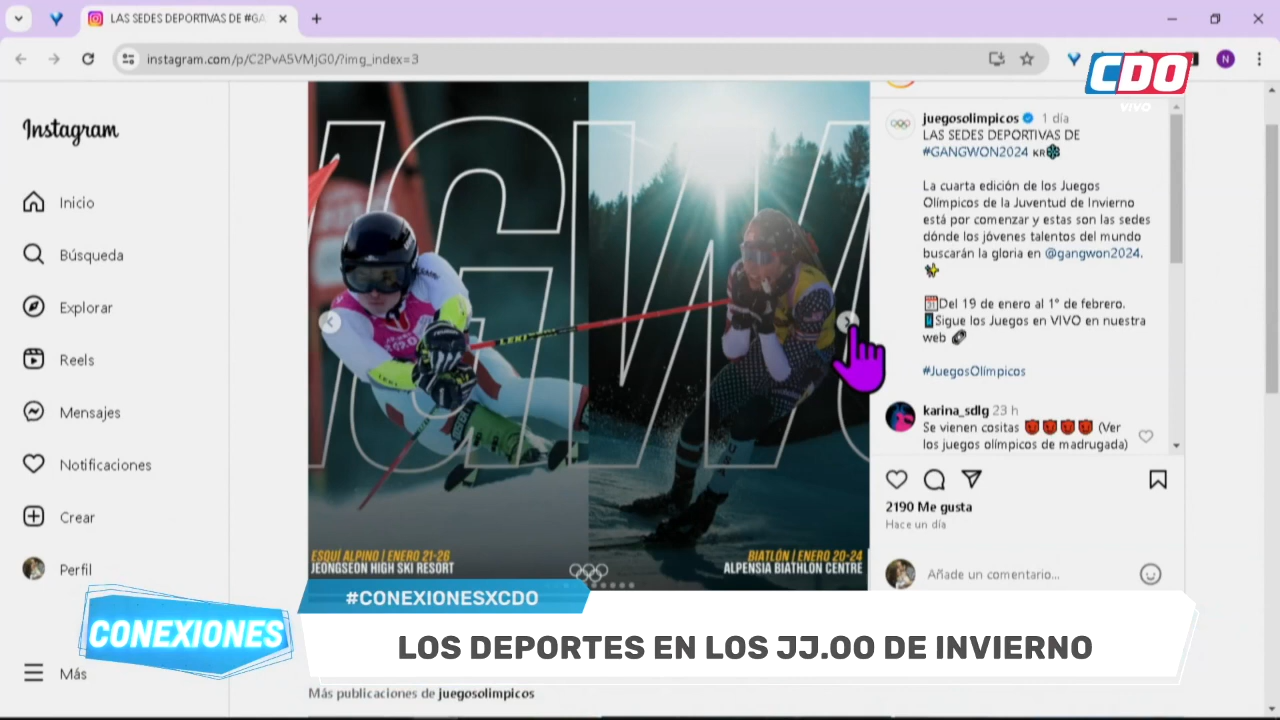 LAS SEDES DEPORTIVAS DE #GA
instagram.com/p/C2PvA5VMjG0/?img_index=3
N
CDO
VIVO
Instagram
Inicio
Búsqueda
Explorar
Reels
Mensajes
Notificaciones
Crear
Perfil
Más
IGWO
LEKI
ESQUÍ ALPINO | ENERO 21-26
JEONGSEON HIGH SKI RESORT
BIATLÓN | ENERO 20-24
ALPENSIA BIATHLON CENTRE
juegosolimpicos 1 día
LAS SEDES DEPORTIVAS DE
#GANGWON2024 KR
La cuarta edición de los Juegos
Olímpicos de la Juventud de Invierno
está por comenzar y estas son las sedes
dónde los jóvenes talentos del mundo
buscarán la gloria en @gangwon2024.
Del 19 de enero al 1° de febrero.
Sigue los Juegos en VIVO en nuestra
web
#JuegosOlímpicos
karina_sdlg 23 h
Se vienen cositas (Ver
los juegos olímpicos de madrugada)
2190 Me gusta
Hace un día
Añade un comentario...
#CONEXIONESXCDO
CONEXIONES
LOS DEPORTES EN LOS JJ.OO DE INVIERNO
Más publicaciones de juegosolimpicos